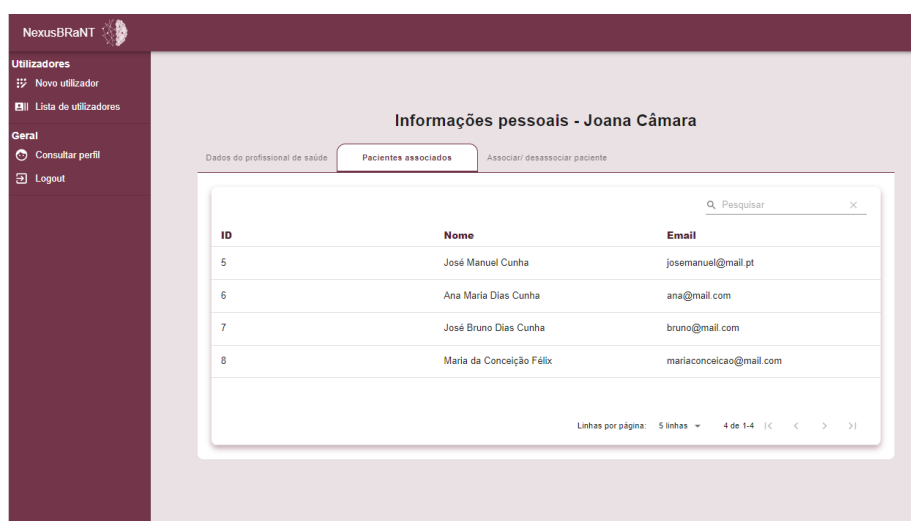 NexusBRaNT
Utilizadores
Novo utilizador
Lista de utilizadores
Geral
Consultar perfil
Logout
Informações pessoais - Joana Câmara
Dados do profissional de saúde Pacientes associados Associar/ desassociar paciente
Pesquisar
ID Nome Email
5 José Manuel Cunha josemanuel@mail.pt
6 Ana Maria Dias Cunha ana@mail.com
7 José Bruno Dias Cunha bruno@mail.com
8 Maria da Conceição Félix mariaconceicao@mail.com
Linhas por página: 5 linhas 4 de 1-4